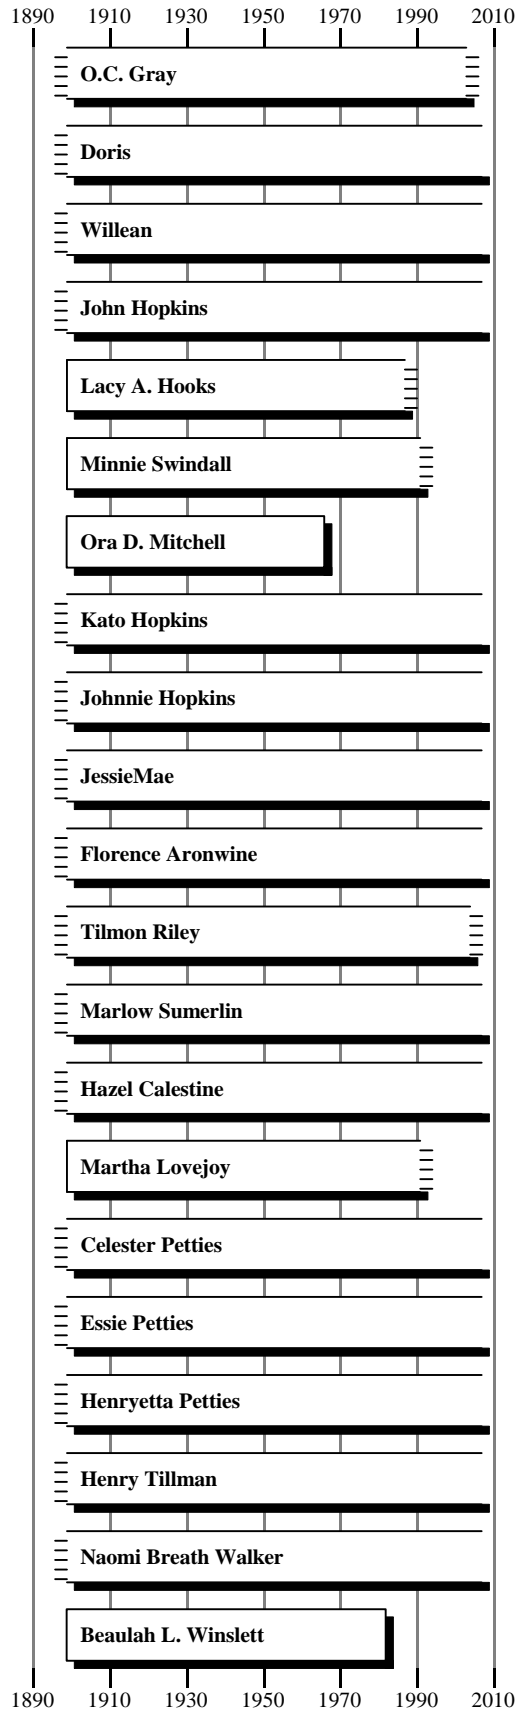 1890 1910 1930 1950 1970 1990 2010
O.C. Gray
Doris
Willean
John Hopkins
Lacy A. Hooks
Minnie Swindall
Ora D. Mitchell
Kato Hopkins
Johnnie Hopkins
JessieMae
Florence Aronwine
Tilmon Riley
Marlow Sumerlin
Hazel Calestine
Martha Lovejoy
Celester Petties
Essie Petties
Henryetta Petties
Henry Tillman
Naomi Breath Walker
Beaulah L. Winslett
1890 1910 1930 1950 1970 1990 2010